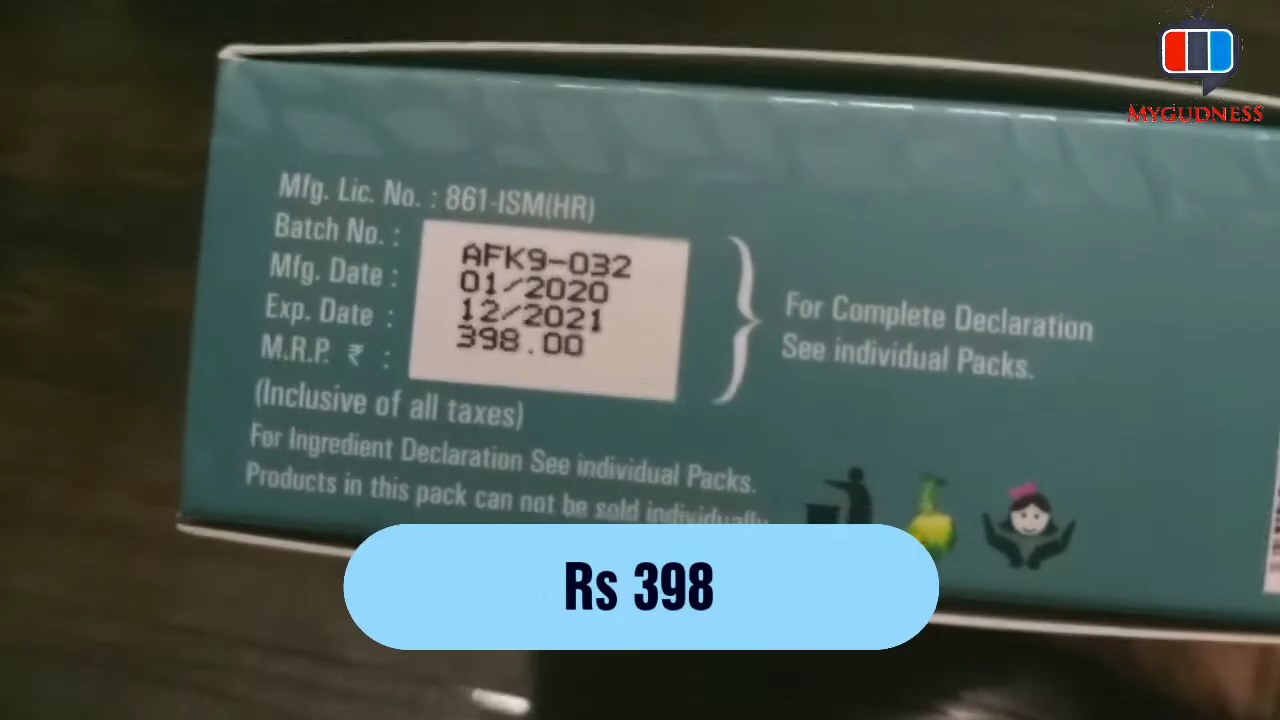 MYGUDNESS
Mfg. Lic. No. : 861-ISM(HR)
Batch No. : AFK9-032
Mfg. Date : 01/2020
Exp. Date : 12/2021
M.R.P. ₹ : 398.00
(Inclusive of all taxes)
For Ingredient Declaration See individual Packs.
Products in this pack can not be sold individually
For Complete Declaration
See individual Packs.
Rs 398